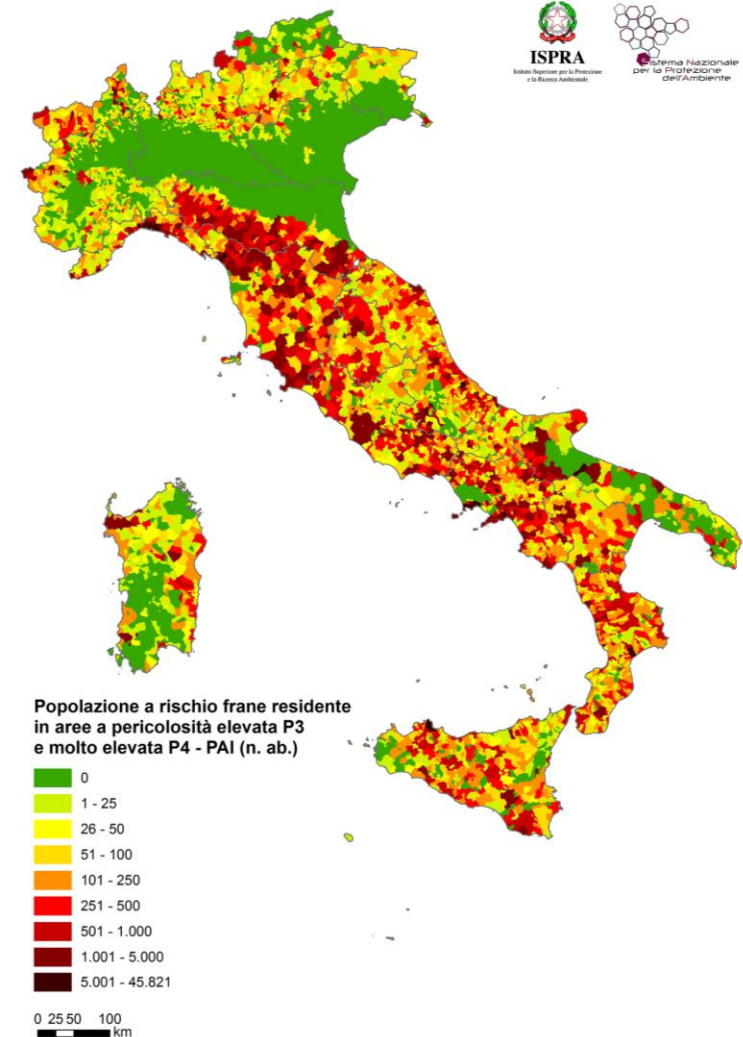 ISPRA
Istituto Superiore per la Protezione
e la Ricerca Ambientale
Sistema Nazionale
per la Protezione
dell'Ambiente
Popolazione a rischio frane residente
in aree a pericolosità elevata P3
e molto elevata P4 - PAI (n. ab.)
0
1 - 25
26 - 50
51 - 100
101 - 250
251 - 500
501 - 1.000
1.001 - 5.000
5.001 - 45.821
0 25 50 100
km